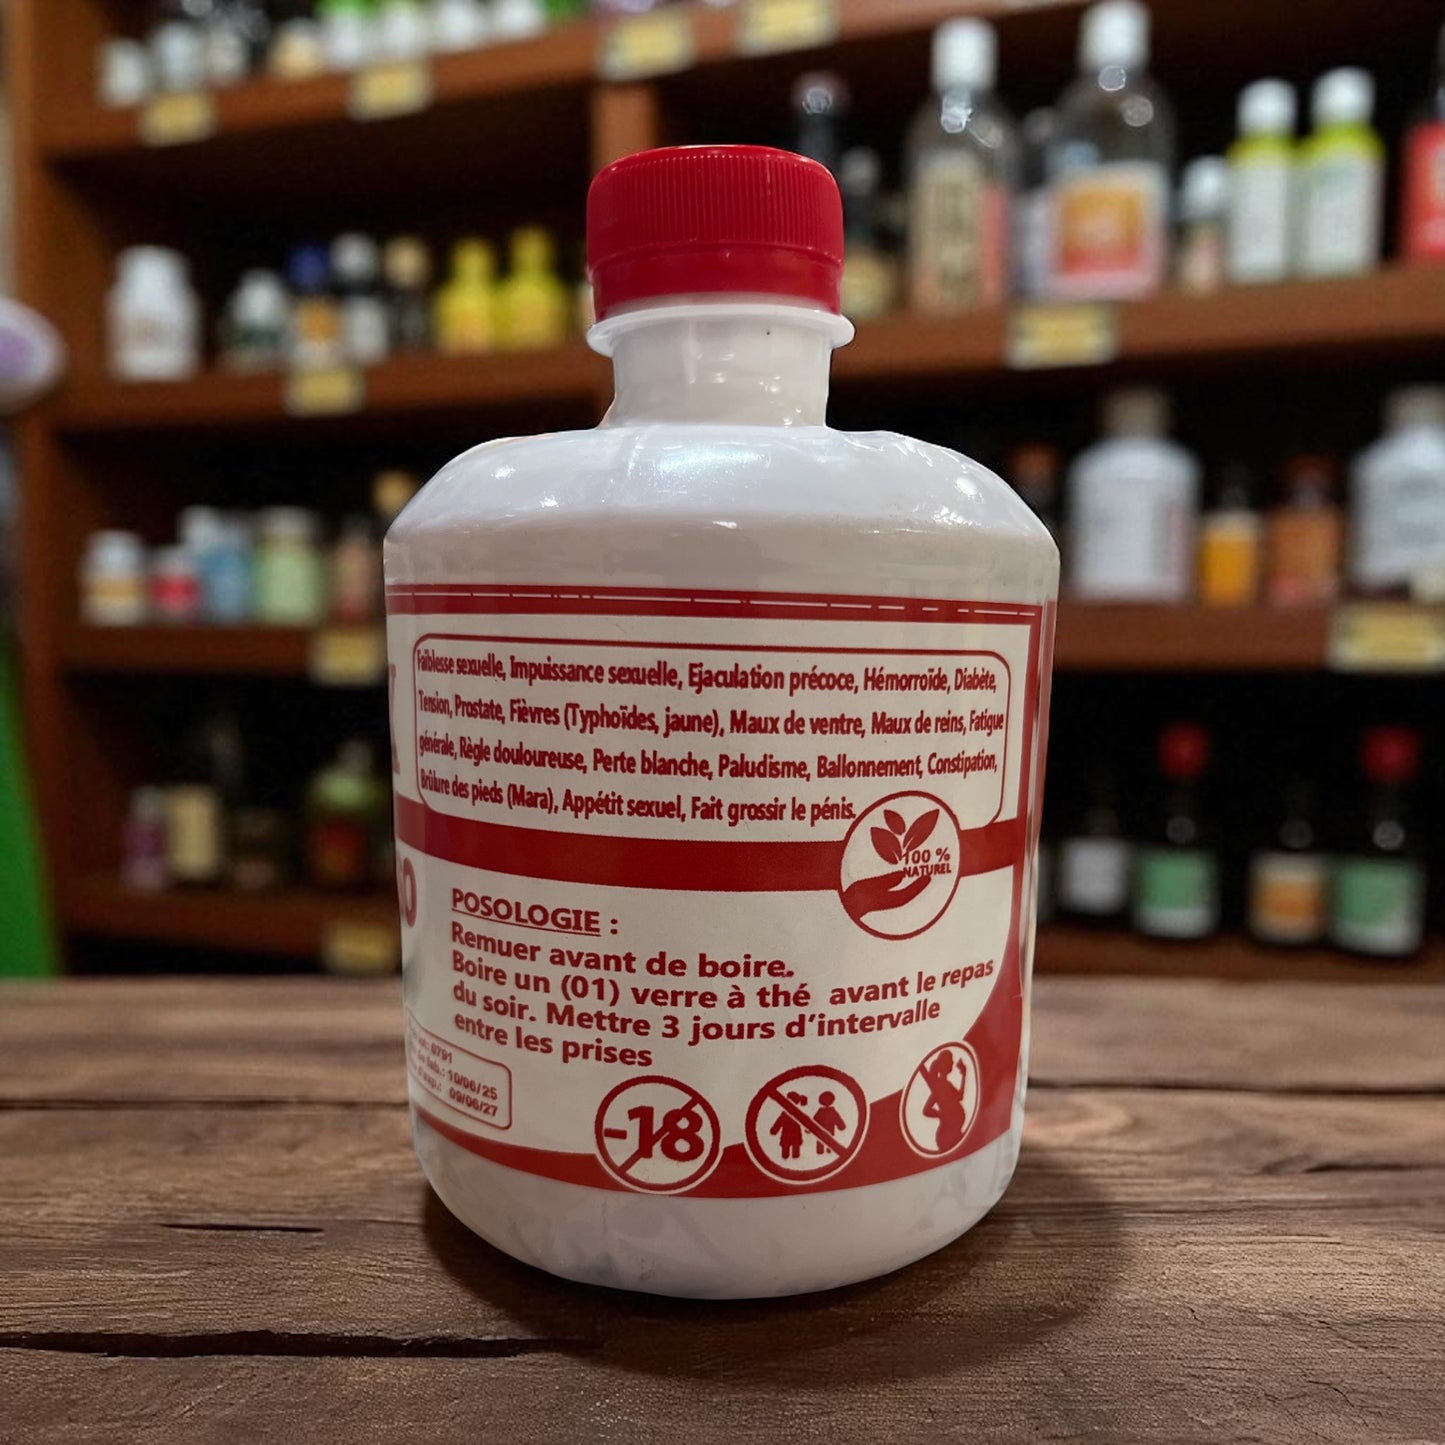 Faiblesse sexuelle, Impuissance sexuelle, Ejaculation précoce, Hémorroïde, Diabète,
Tension, Prostate, Fièvres (Typhoïdes, jaune), Maux de ventre, Maux de reins, Fatigue
générale, Règle douloureuse, Perte blanche, Paludisme, Ballonnement, Constipation,
Brûlure des pieds (Mara), Appétit sexuel, Fait grossir le pénis.
100 %
NATUREL
POSOLOGIE :
Remuer avant de boire.
Boire un (01) verre à thé avant le repas
du soir. Mettre 3 jours d'intervalle
entre les prises
0791
10/06/25
09/06/27
-18